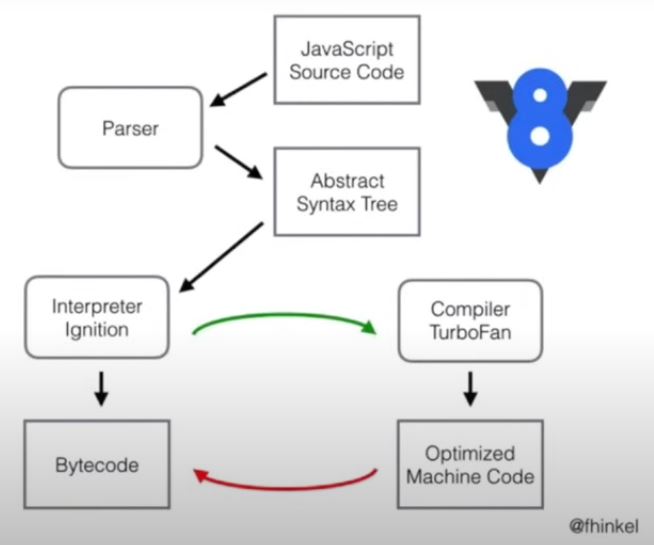 JavaScript
Source Code
Parser
Abstract
Syntax Tree
Interpreter
Ignition
Compiler
TurboFan
Bytecode
Optimized
Machine Code
@fhinkel